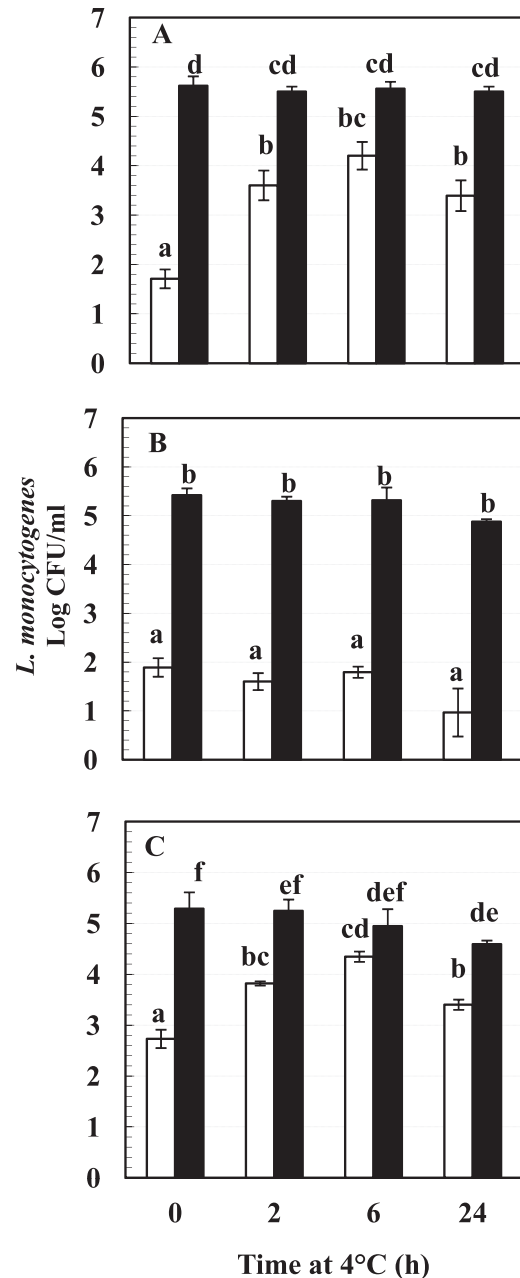 7
A
6
d cd cd cd
5
bc
b b
4
3
a
2
1
0
7
B
6
b b b
b
5
4
3
a a a a
2
1
0
L. monocytogenes
Log CFU/ml
7
C
6
f ef def
de
5
cd
bc b
4
a
3
2
1
0
0 2 6 24
Time at 4°C (h)